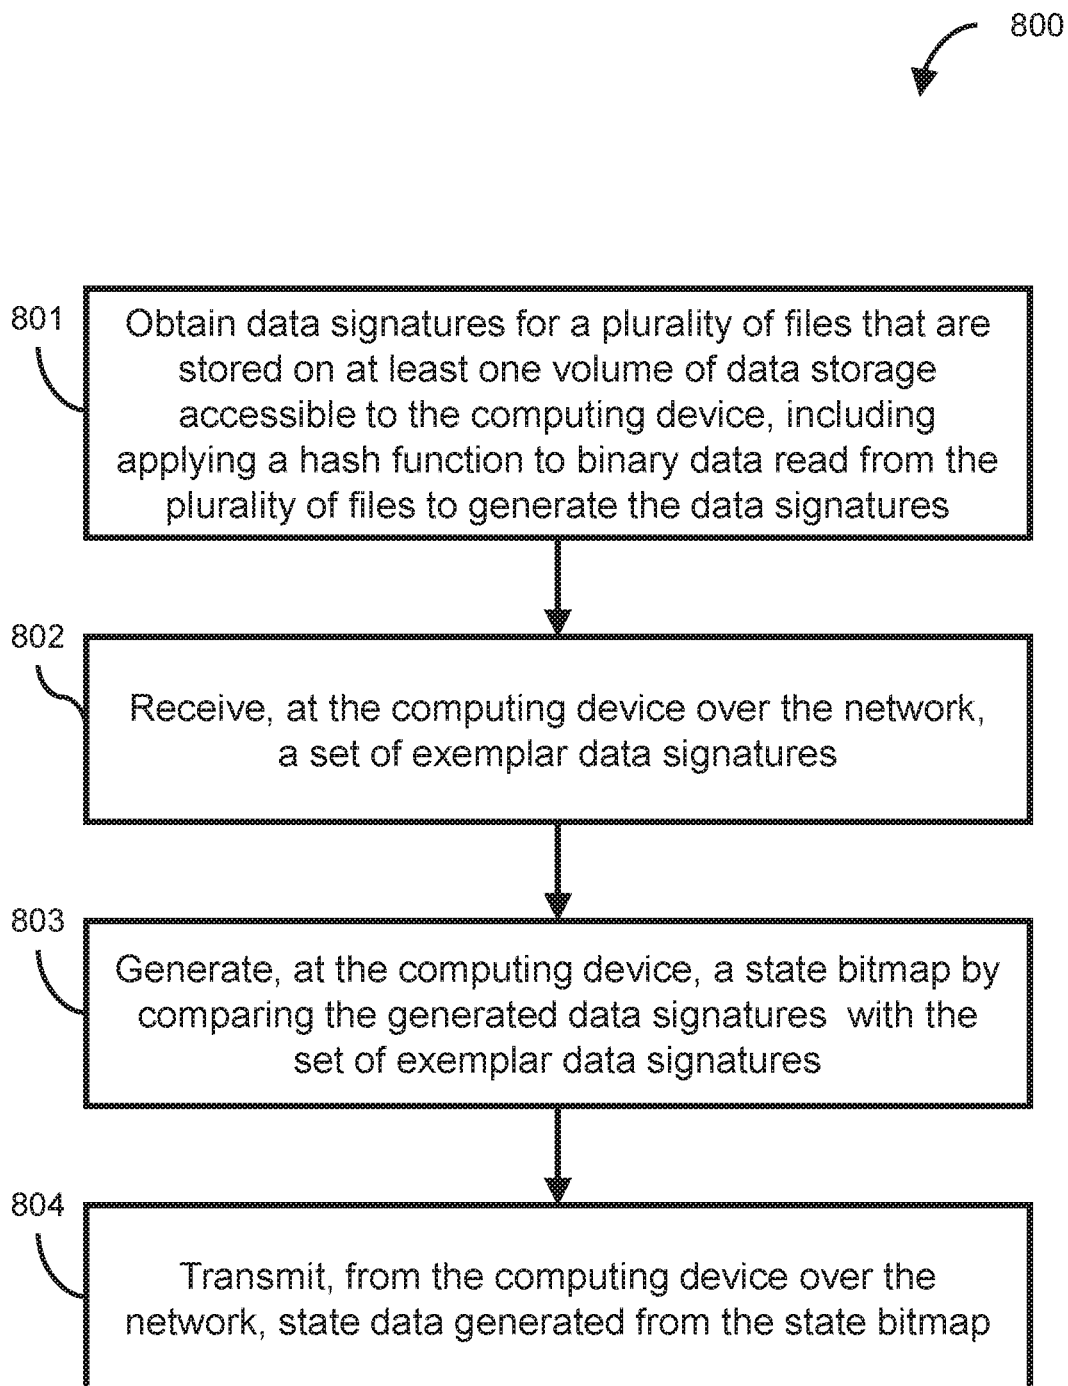 800
801
Obtain data signatures for a plurality of files that are
stored on at least one volume of data storage
accessible to the computing device, including
applying a hash function to binary data read from the
plurality of files to generate the data signatures
802
Receive, at the computing device over the network,
a set of exemplar data signatures
803
Generate, at the computing device, a state bitmap by
comparing the generated data signatures with the
set of exemplar data signatures
804
Transmit, from the computing device over the
network, state data generated from the state bitmap